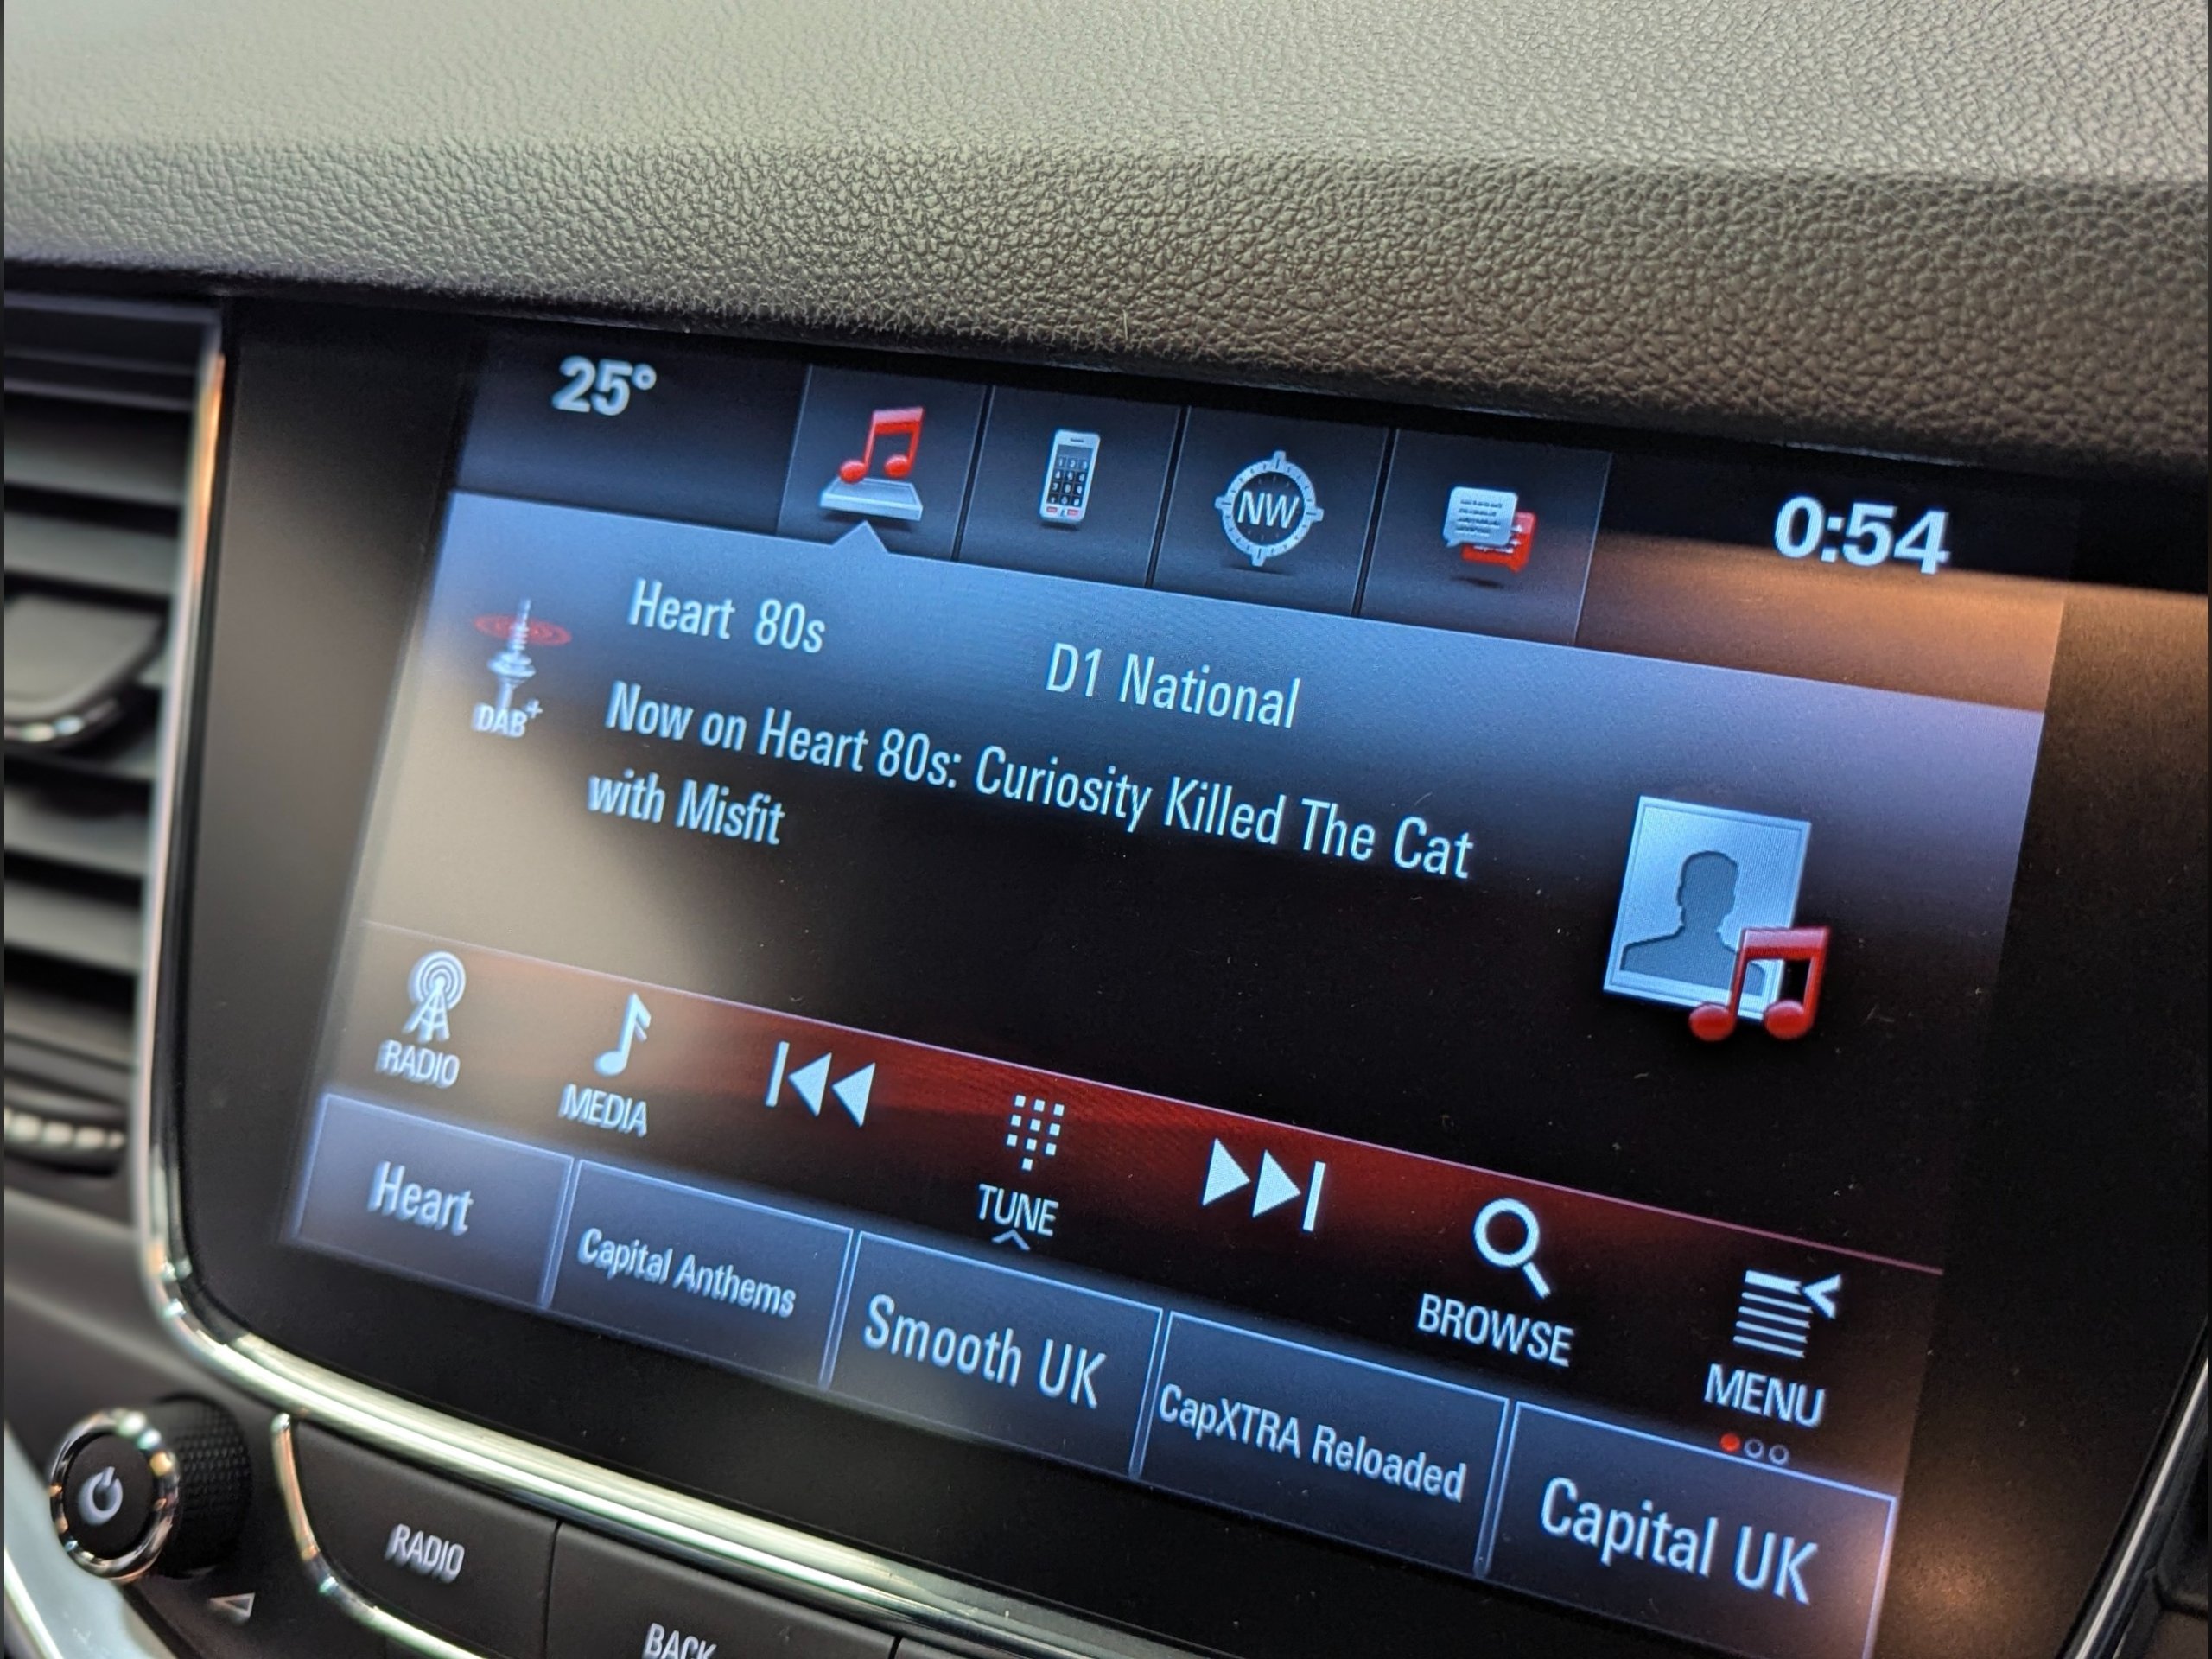 25°
NW
0:54
Heart 80s
D1 National
DAB+
Now on Heart 80s: Curiosity Killed The Cat
with Misfit
RADIO
MEDIA
TUNE
BROWSE
MENU
Heart
Capital Anthems
Smooth UK
CapXTRA Reloaded
Capital UK
RADIO
BACK